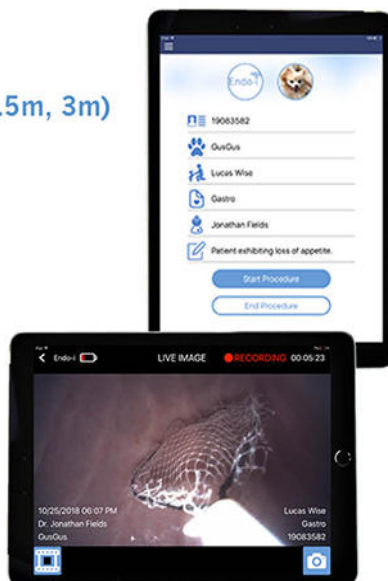 .5m, 3m)
Endo-i
19083582
GusGus
Lucas Wise
Gastro
Jonathan Fields
Patient exhibiting loss of appetite.
Start Procedure
End Procedure
Endo-i
LIVE IMAGE
RECORDING 00:05:23
10/25/2018 06:07 PM
Dr. Jonathan Fields
GusGus
Lucas Wise
Gastro
19083582